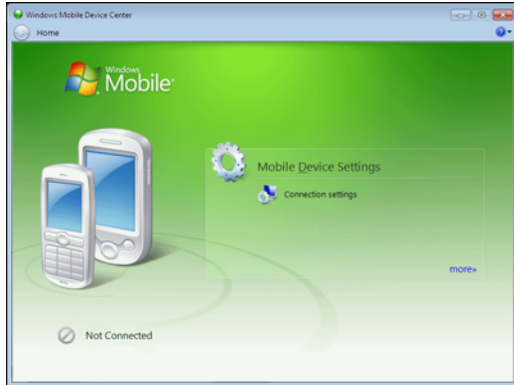 Windows Mobile Device Center
Home
Windows
Mobile
Mobile Device Settings
Connection settings
more»
Not Connected